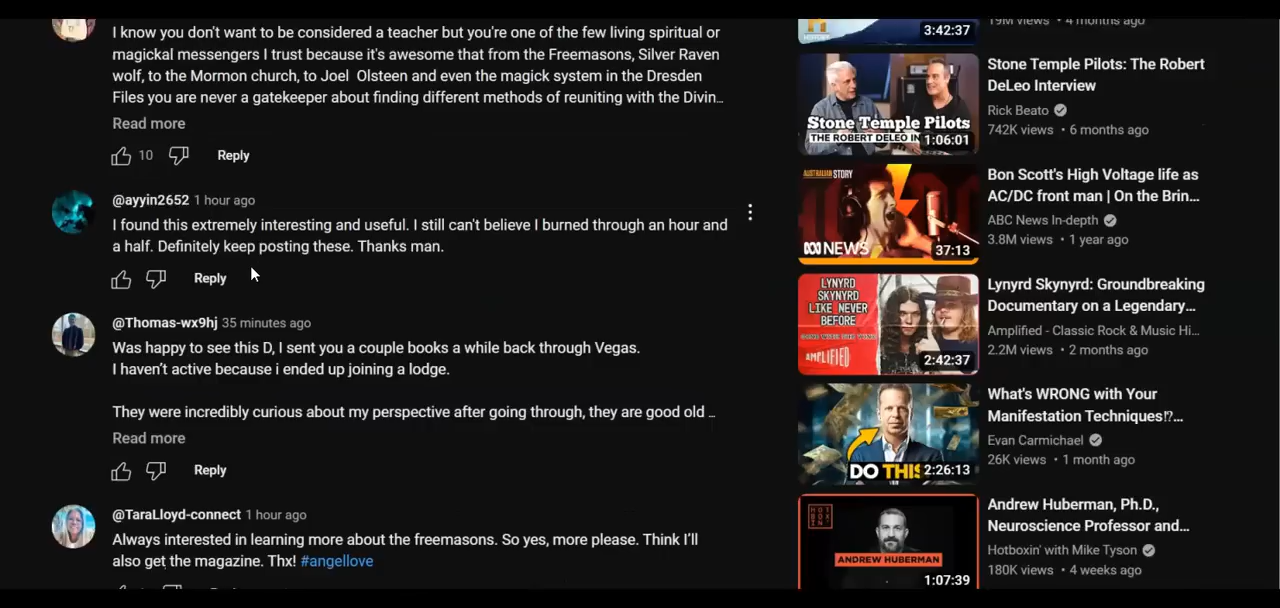 I know you don't want to be considered a teacher but you're one of the few living spiritual or
magickal messengers I trust because it's awesome that from the Freemasons, Silver Raven
wolf, to the Mormon church, to Joel Olsteen and even the magick system in the Dresden
Files you are never a gatekeeper about finding different methods of reuniting with the Divin...
Read more
10
Reply
@ayyin2652 1 hour ago
I found this extremely interesting and useful. I still can't believe I burned through an hour and
a half. Definitely keep posting these. Thanks man.
Reply
@Thomas-wx9hj 35 minutes ago
Was happy to see this D, I sent you a couple books a while back through Vegas.
I haven't active because i ended up joining a lodge.
They were incredibly curious about my perspective after going through, they are good old ...
Read more
Reply
@TaraLloyd-connect 1 hour ago
Always interested in learning more about the freemasons. So yes, more please. Think I'll
also get the magazine. Thx! #angellove
3:42:37
19M views • 4 months ago
Stone Temple Pilots
THE ROBERT DELEO IN
1:06:01
Stone Temple Pilots: The Robert
DeLeo Interview
Rick Beato
742K views • 6 months ago
AUSTRALIAN STORY
ABC NEWS
37:13
Bon Scott's High Voltage life as
AC/DC front man | On the Brin...
ABC News In-depth
3.8M views • 1 year ago
LYNYRD
SKYNYRD
LIKE NEVER
BEFORE
AMPLIFIED
2:42:37
Lynyrd Skynyrd: Groundbreaking
Documentary on a Legendary...
Amplified - Classic Rock & Music Hi...
2.2M views • 2 months ago
DO THIS
2:26:13
What's WRONG with Your
Manifestation Techniques⁉...
Evan Carmichael
26K views • 1 month ago
HOT
BOX
IN
ANDREW HUBERMAN
1:07:39
Andrew Huberman, Ph.D.,
Neuroscience Professor and...
Hotboxin' with Mike Tyson
180K views • 4 weeks ago